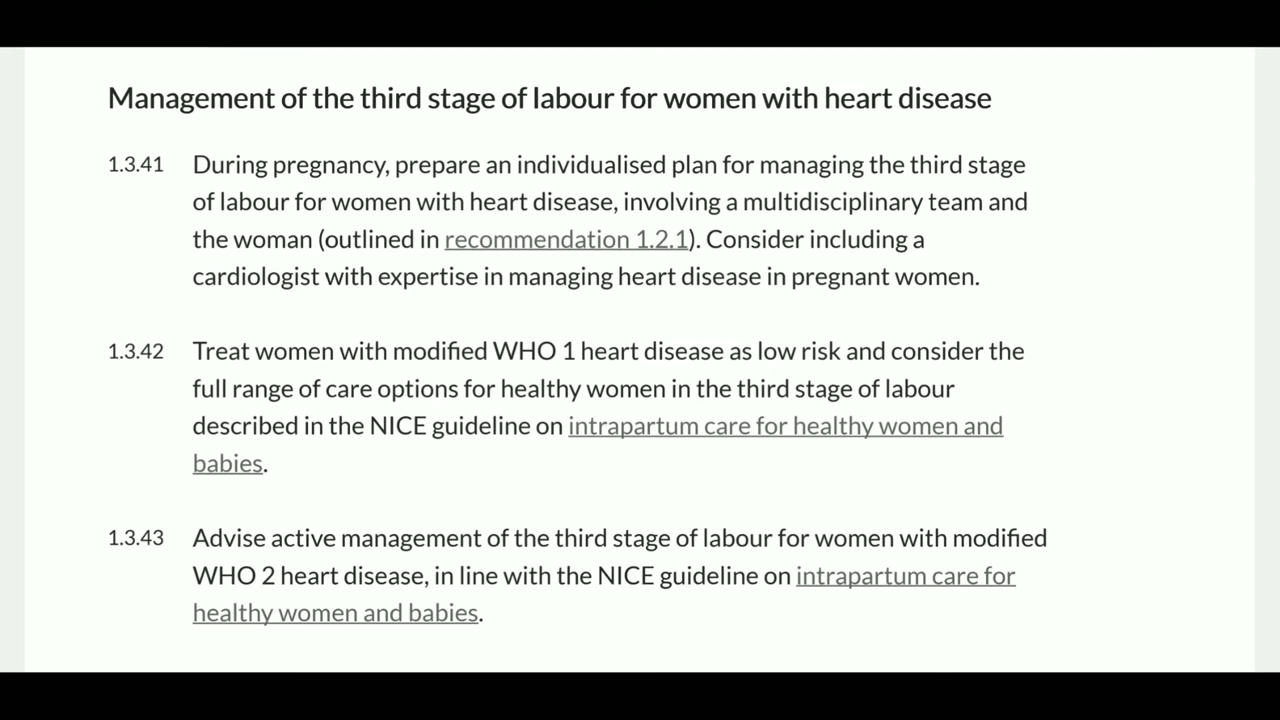 Management of the third stage of labour for women with heart disease
1.3.41 During pregnancy, prepare an individualised plan for managing the third stage
of labour for women with heart disease, involving a multidisciplinary team and
the woman (outlined in recommendation 1.2.1). Consider including a
cardiologist with expertise in managing heart disease in pregnant women.
1.3.42 Treat women with modified WHO 1 heart disease as low risk and consider the
full range of care options for healthy women in the third stage of labour
described in the NICE guideline on intrapartum care for healthy women and
babies.
1.3.43 Advise active management of the third stage of labour for women with modified
WHO 2 heart disease, in line with the NICE guideline on intrapartum care for
healthy women and babies.